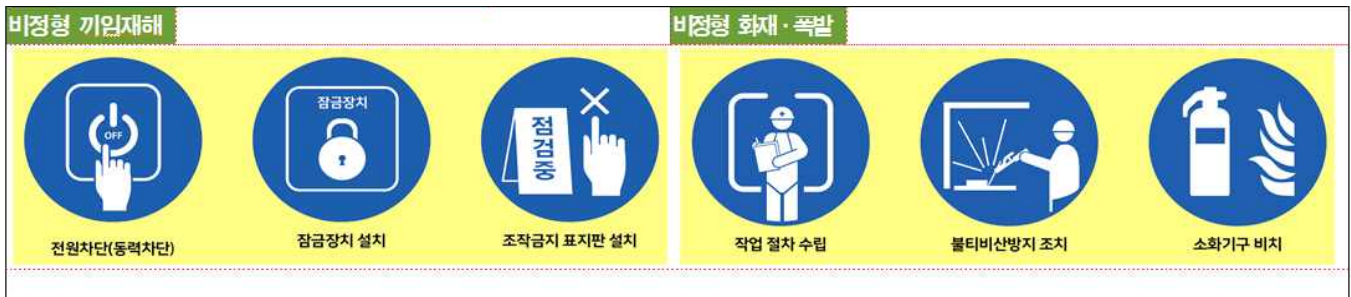 비정형 끼임재해
OFF
전원차단(동력차단)
잠금장치
잠금장치 설치
점검중
조작금지 표지판 설치
비정형 화재·폭발
작업 절차 수립
불티비산방지 조치
소화기구 비치